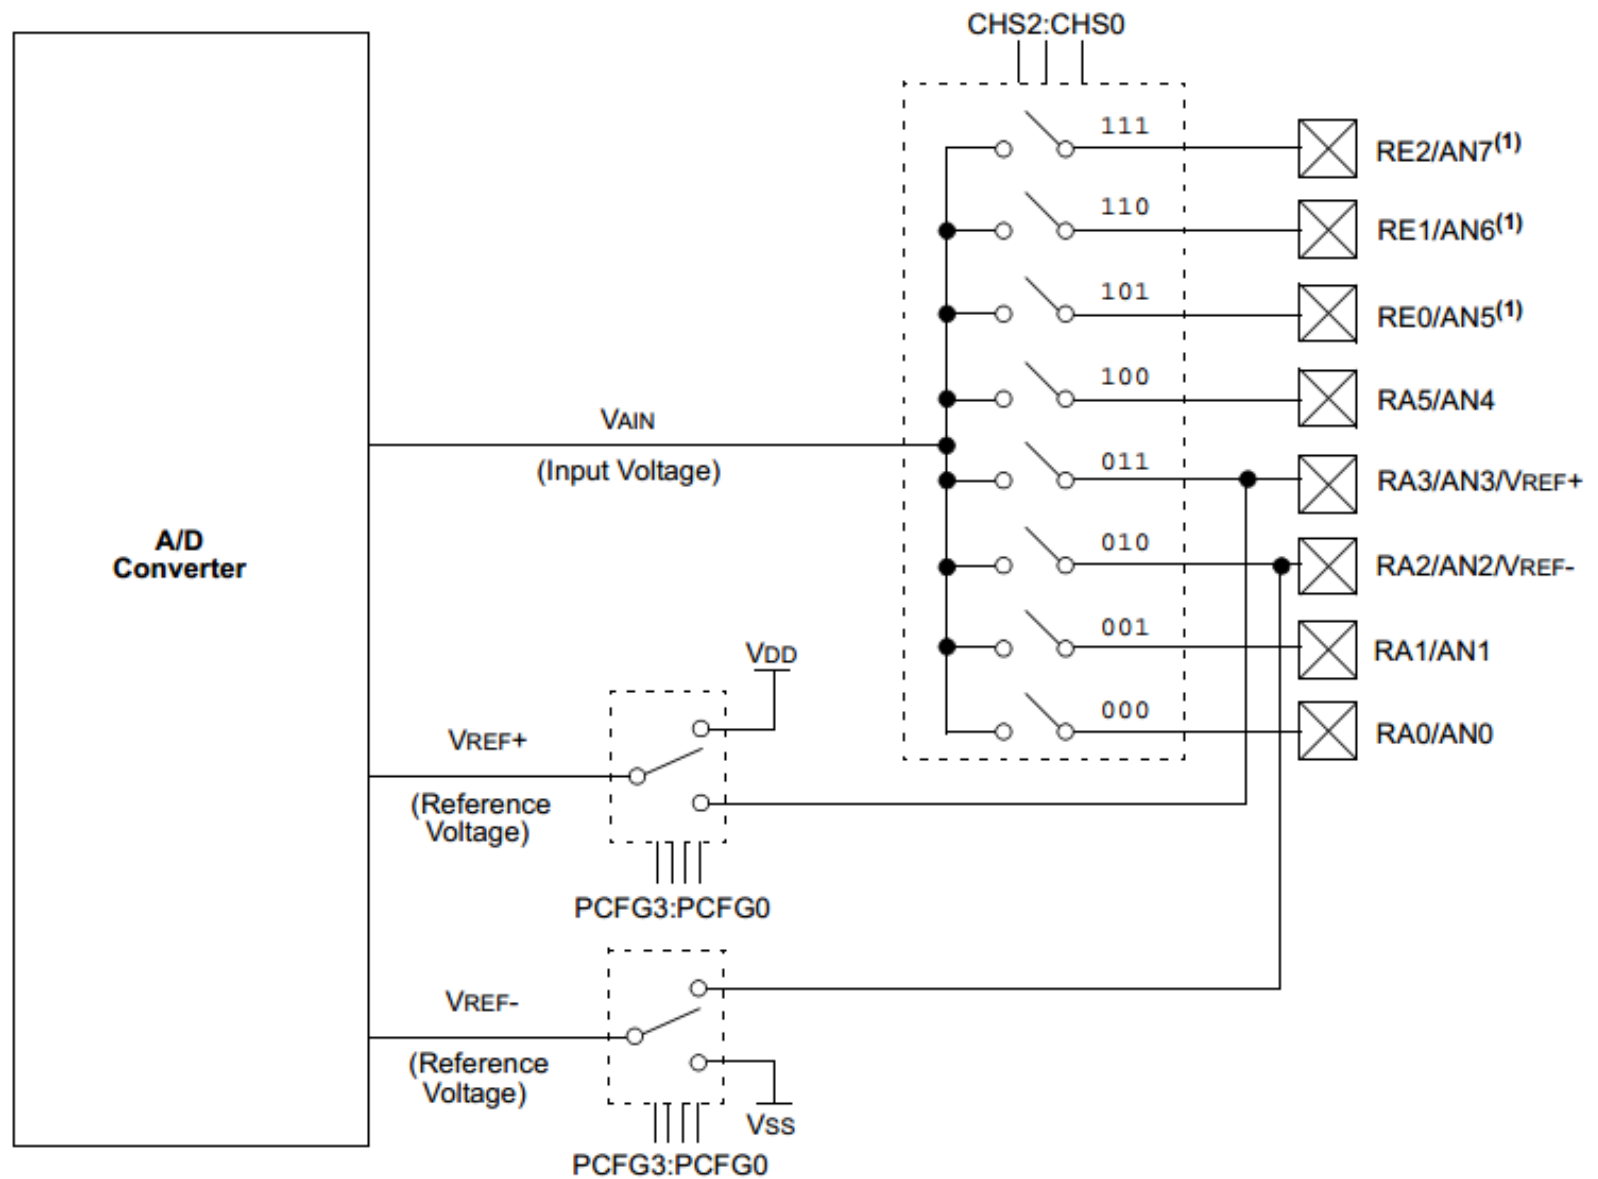 CHS2:CHS0
111
RE2/AN7(1)
110
RE1/AN6(1)
101
RE0/AN5(1)
100
RA5/AN4
VAIN
(Input Voltage)
011
RA3/AN3/VREF+
A/D
Converter
010
RA2/AN2/VREF-
001
RA1/AN1
VDD
000
RA0/AN0
VREF+
(Reference
Voltage)
PCFG3:PCFG0
VREF-
(Reference
Voltage)
VSS
PCFG3:PCFG0